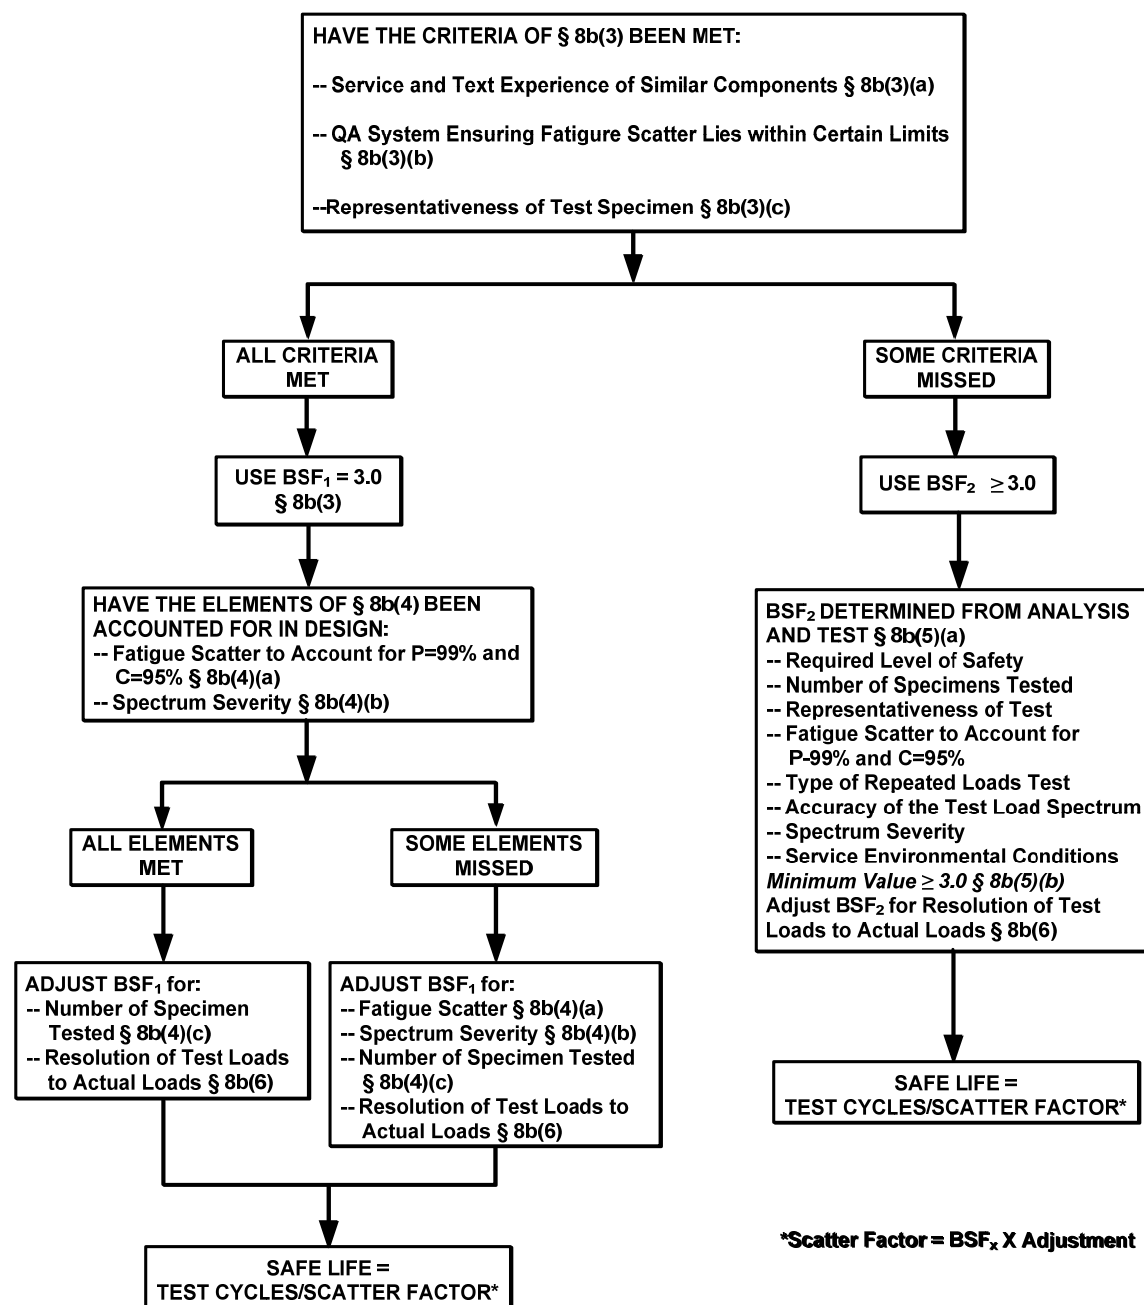 HAVE THE CRITERIA OF § 8b(3) BEEN MET:
-- Service and Text Experience of Similar Components § 8b(3)(a)
-- QA System Ensuring Fatigure Scatter Lies within Certain Limits
§ 8b(3)(b)
--Representativeness of Test Specimen § 8b(3)(c)
ALL CRITERIA
MET
SOME CRITERIA
MISSED
USE BSF₁ = 3.0
§ 8b(3)
USE BSF₂ ≥ 3.0
HAVE THE ELEMENTS OF § 8b(4) BEEN
ACCOUNTED FOR IN DESIGN:
-- Fatigue Scatter to Account for P=99% and
C=95% § 8b(4)(a)
-- Spectrum Severity § 8b(4)(b)
BSF₂ DETERMINED FROM ANALYSIS
AND TEST § 8b(5)(a)
-- Required Level of Safety
-- Number of Specimens Tested
-- Representativeness of Test
-- Fatigue Scatter to Account for
P-99% and C=95%
-- Type of Repeated Loads Test
-- Accuracy of the Test Load Spectrum
-- Spectrum Severity
-- Service Environmental Conditions
Minimum Value ≥ 3.0 § 8b(5)(b)
Adjust BSF₂ for Resolution of Test
Loads to Actual Loads § 8b(6)
ALL ELEMENTS
MET
SOME ELEMENTS
MISSED
ADJUST BSF₁ for:
-- Number of Specimen
Tested § 8b(4)(c)
-- Resolution of Test Loads
to Actual Loads § 8b(6)
ADJUST BSF₁ for:
-- Fatigue Scatter § 8b(4)(a)
-- Spectrum Severity § 8b(4)(b)
-- Number of Specimen Tested
§ 8b(4)(c)
-- Resolution of Test Loads to
Actual Loads § 8b(6)
SAFE LIFE =
TEST CYCLES/SCATTER FACTOR*
SAFE LIFE =
TEST CYCLES/SCATTER FACTOR*
*Scatter Factor = BSFₓ X Adjustment